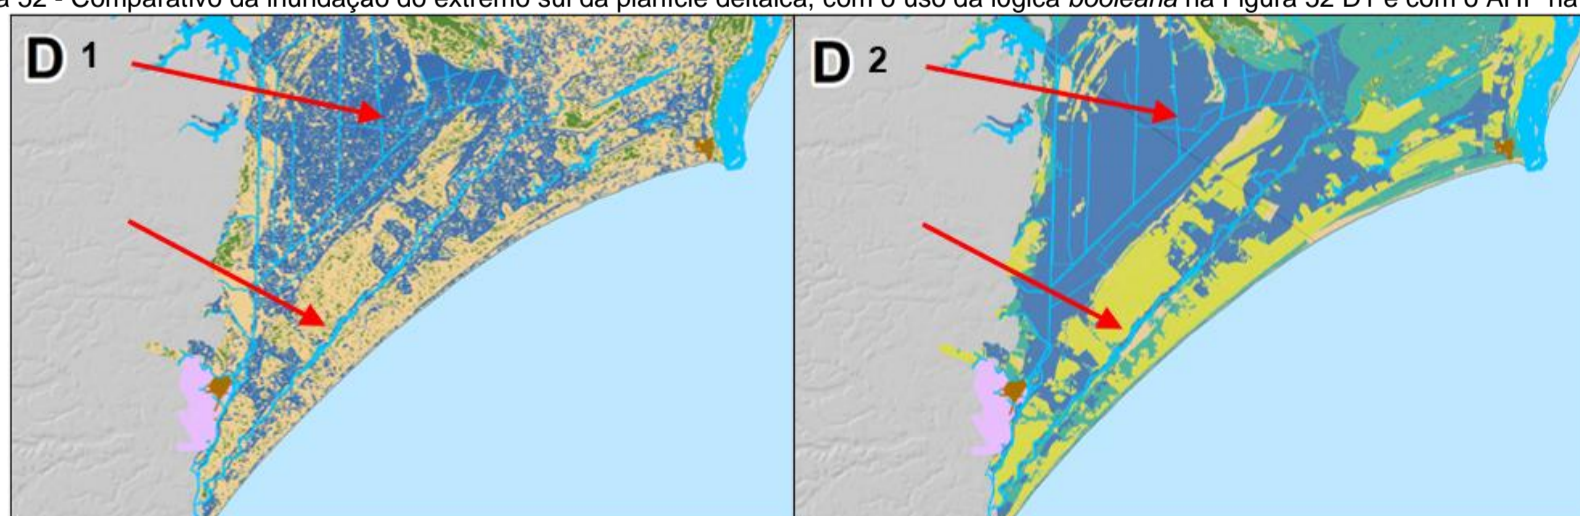 52 - Comparativo da inundação do extremo sul da planície deltaica, com o uso da lógica booleana na Figura 52 D1 e com o AHP na
D 1
D 2